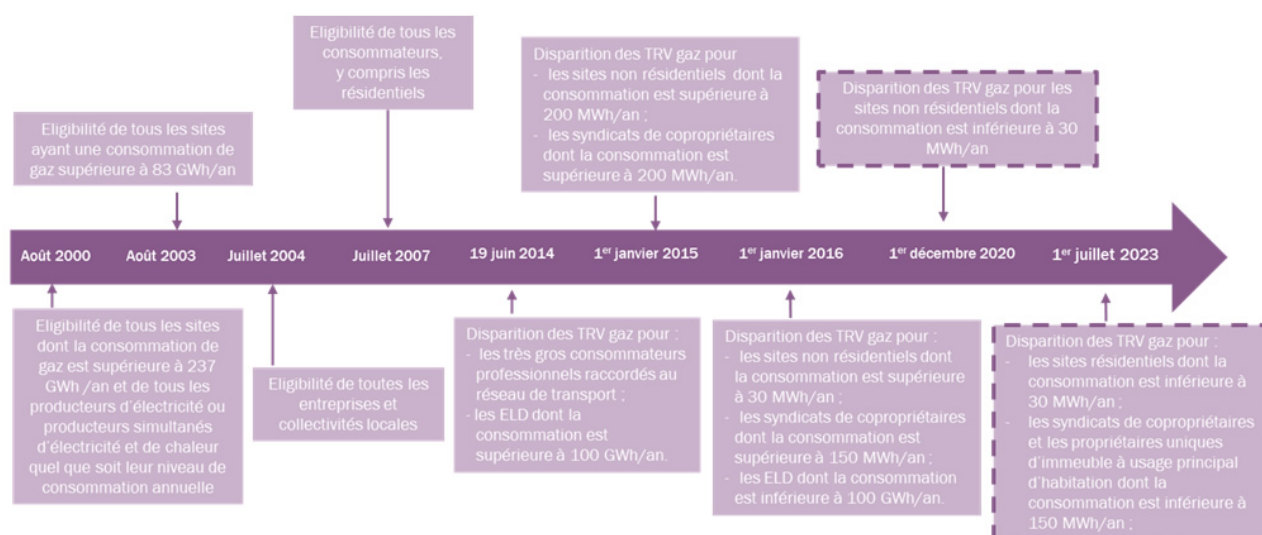 Eligibilité de tous les sites
ayant une consommation de
gaz supérieure à 83 GWh/an
Eligibilité de tous les
consommateurs,
y compris les
résidentiels
Disparition des TRV gaz pour
- les sites non résidentiels dont la
consommation est supérieure à
200 MWh/an ;
- les syndicats de copropriétaires
dont la consommation est
supérieure à 200 MWh/an.
Disparition des TRV gaz pour les
sites non résidentiels dont la
consommation est inférieure à 30
MWh/an
Août 2000
Août 2003
Juillet 2004
Juillet 2007
19 juin 2014
1er janvier 2015
1er janvier 2016
1er décembre 2020
1er juillet 2023
Eligibilité de tous les sites
dont la consommation de
gaz est supérieure à 237
GWh /an et de tous les
producteurs d'électricité ou
producteurs simultanés
d'électricité et de chaleur
quel que soit leur niveau de
consommation annuelle
Eligibilité de toutes les
entreprises et
collectivités locales
Disparition des TRV gaz pour :
- les très gros consommateurs
professionnels raccordés au
réseau de transport ;
- les ELD dont la
consommation est
supérieure à 100 GWh/an.
Disparition des TRV gaz pour :
- les sites non résidentiels dont
la consommation est supérieure
à 30 MWh/an ;
- les syndicats de copropriétaires
dont la consommation est
supérieure à 150 MWh/an ;
- les ELD dont la consommation
est inférieure à 100 GWh/an.
Disparition des TRV gaz pour :
- les sites résidentiels dont la
consommation est inférieure à
30 MWh/an ;
- les syndicats de copropriétaires
et les propriétaires uniques
d'immeuble à usage principal
d'habitation dont la
consommation est inférieure à
150 MWh/an ;